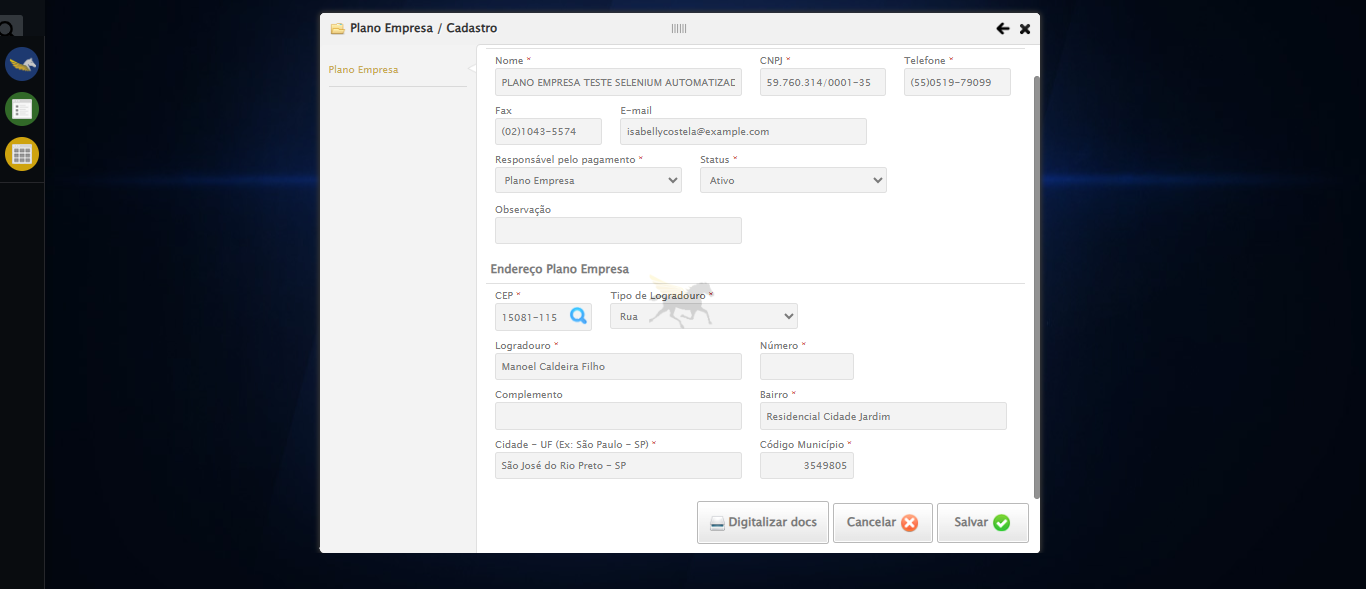 Plano Empresa / Cadastro
Plano Empresa
Nome * CNPJ * Telefone *
PLANO EMPRESA TESTE SELENIUM AUTOMATIZAD 59.760.314/0001-35 (55)0519-79099
Fax E-mail
(02)1043-5574 isabellycostela@example.com
Responsável pelo pagamento * Status *
Plano Empresa Ativo
Observação
Endereço Plano Empresa
CEP * Tipo de Logradouro *
15081-115 Rua
Logradouro * Número *
Manoel Caldeira Filho
Complemento Bairro *
Residencial Cidade Jardim
Cidade - UF (Ex: São Paulo - SP) * Código Município *
São José do Rio Preto - SP 3549805
Digitalizar docs Cancelar Salvar